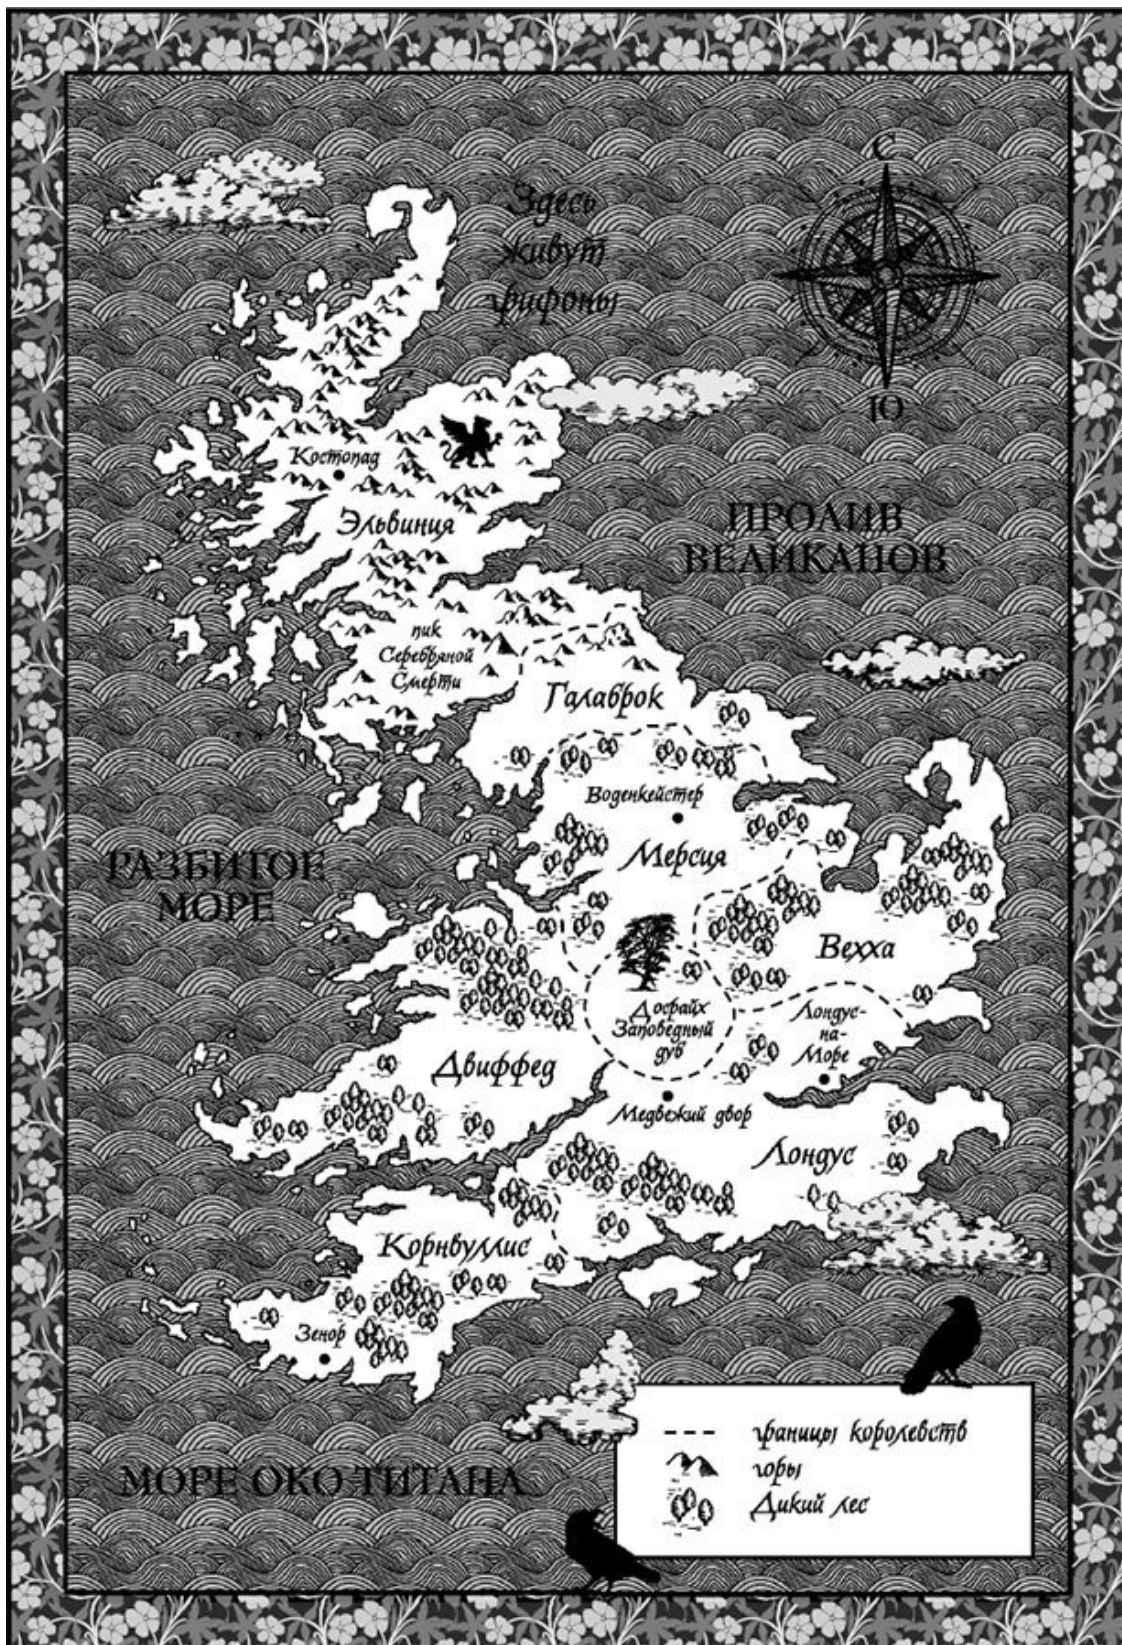 С
Здесь
живут
грифоны
Ю
Костопад
Эльвиния
ПРОЛИВ
ВЕЛИКАНОВ
пик
Серебряной
Смерти
Галаброк
Воденкейстер
Мерсия
РАЗБИТОЕ
МОРЕ
Вехха
Досрайх
Заповедный
дуб
Лондус-
на-
Море
Двиффед
Медвежий двор
Лондус
Корнвуллис
Зенор
границы королевств
горы
Дикий лес
МОРЕ ОКО ТИТАНА